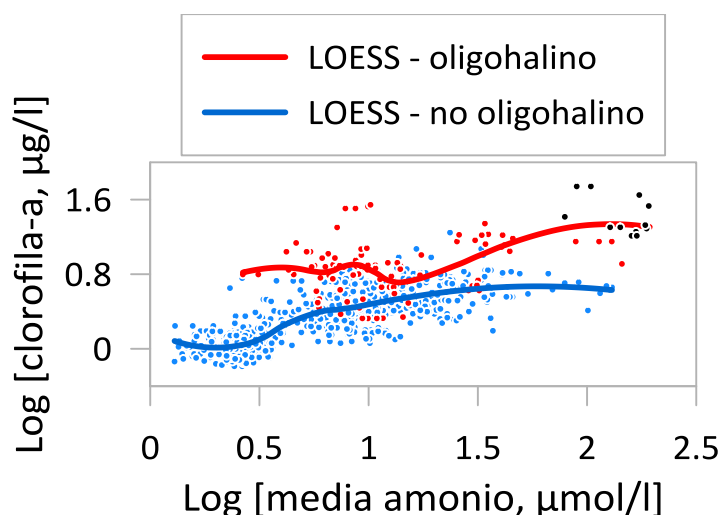 LOESS - oligohalino
LOESS - no oligohalino
Log [clorofila-a, µg/l]
1.6
0.8
0
0 0.5 1 1.5 2 2.5
Log [media amonio, µmol/l]